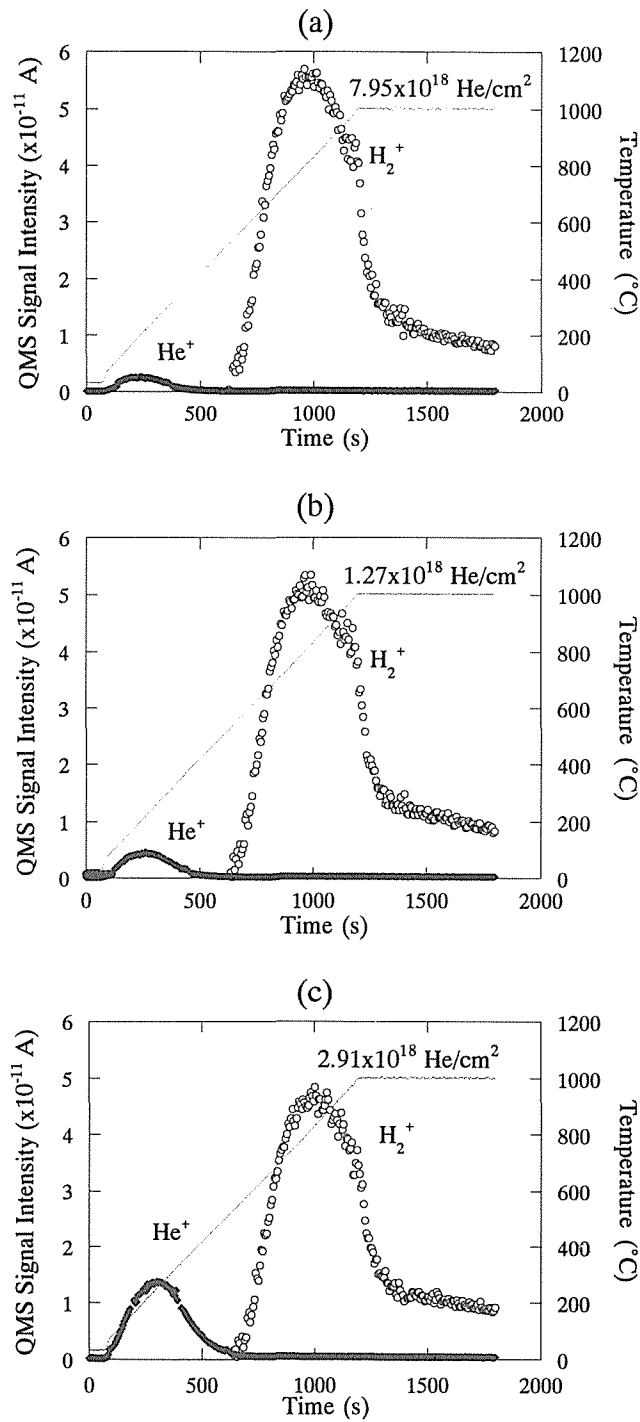 (a)
QMS Signal Intensity (x10⁻¹¹ A)
6
5
4
3
2
1
0
7.95x10¹⁸ He/cm²
H₂⁺
He⁺
1200
1000
800
600
400
200
0
Temperature (°C)
0 500 1000 1500 2000
Time (s)
(b)
QMS Signal Intensity (x10⁻¹¹ A)
6
5
4
3
2
1
0
1.27x10¹⁸ He/cm²
H₂⁺
He⁺
1200
1000
800
600
400
200
0
Temperature (°C)
0 500 1000 1500 2000
Time (s)
(c)
QMS Signal Intensity (x10⁻¹¹ A)
6
5
4
3
2
1
0
2.91x10¹⁸ He/cm²
H₂⁺
He⁺
1200
1000
800
600
400
200
0
Temperature (°C)
0 500 1000 1500 2000
Time (s)